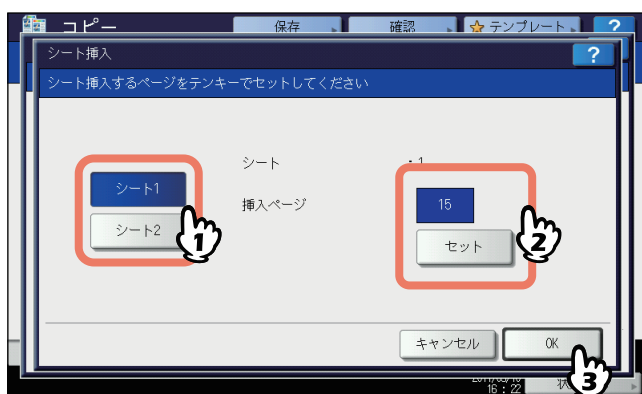 コピー
保存
確認
テンプレート
?
シート挿入
?
シート挿入するページをテンキーでセットしてください
シート
: 1
シート1
挿入ページ
15
シート2
セット
1
2
キャンセル
OK
3
16 : 22